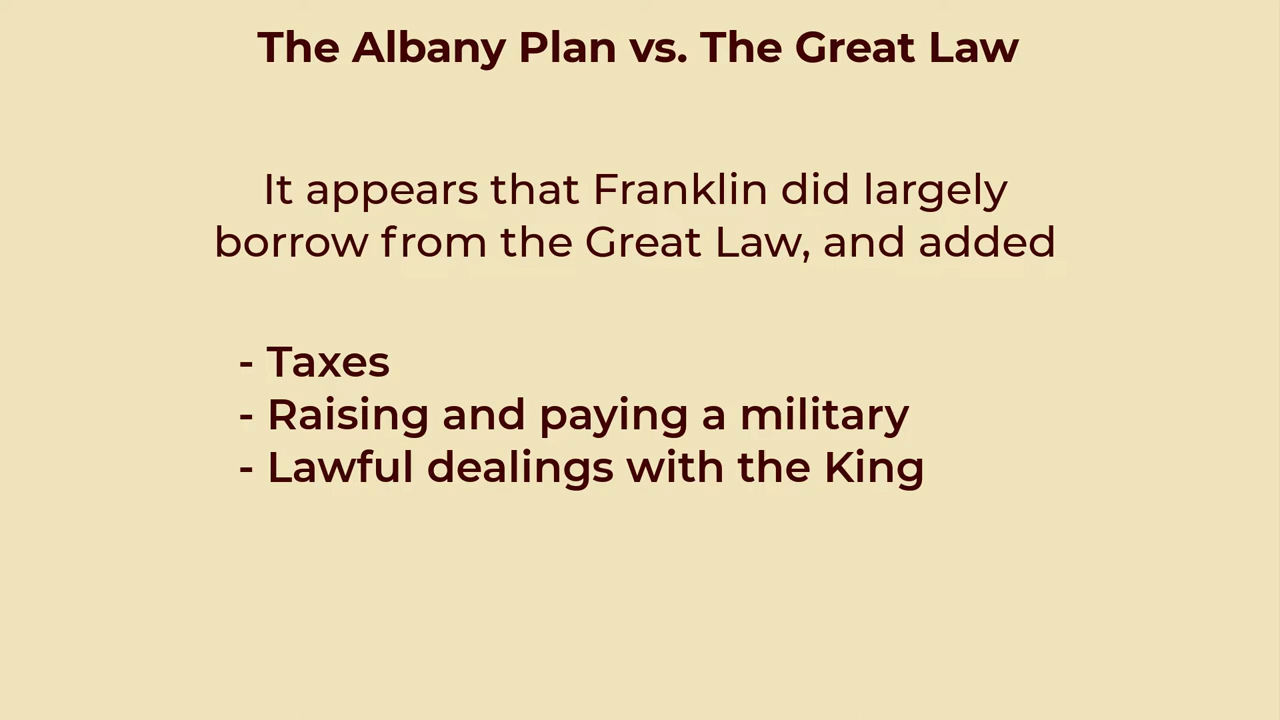 The Albany Plan vs. The Great Law
It appears that Franklin did largely
borrow from the Great Law, and added
- Taxes
- Raising and paying a military
- Lawful dealings with the King